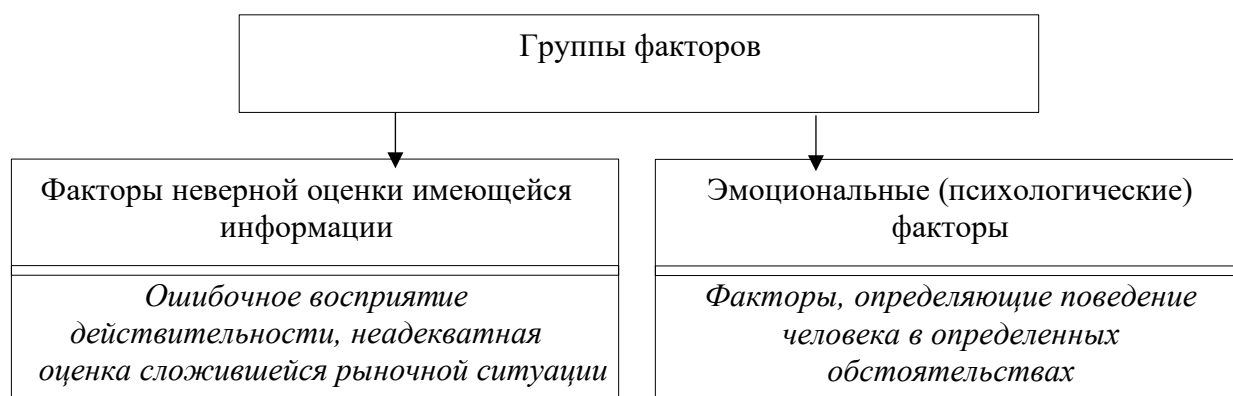 Группы факторов
Факторы неверной оценки имеющейся
информации
Ошибочное восприятие
действительности, неадекватная
оценка сложившейся рыночной ситуации
Эмоциональные (психологические)
факторы
Факторы, определяющие поведение
человека в определенных
обстоятельствах